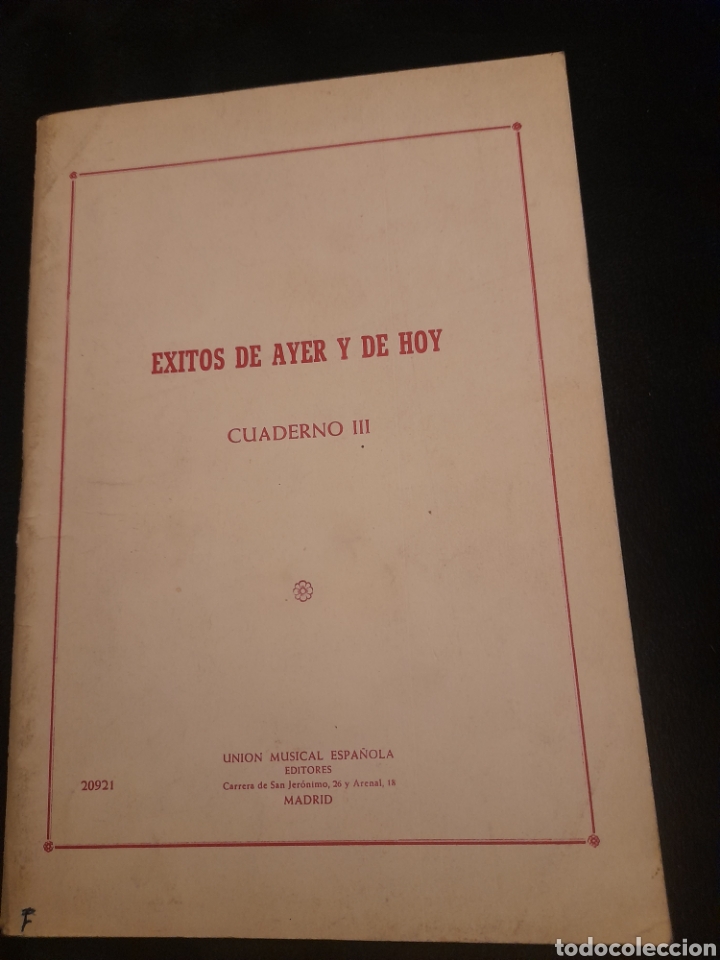 EXITOS DE AYER Y DE HOY
CUADERNO III
UNION MUSICAL ESPAÑOLA
EDITORES
20921
Carrera de San Jerónimo, 26 y Arenal, 18
MADRID
F
todocoleccion